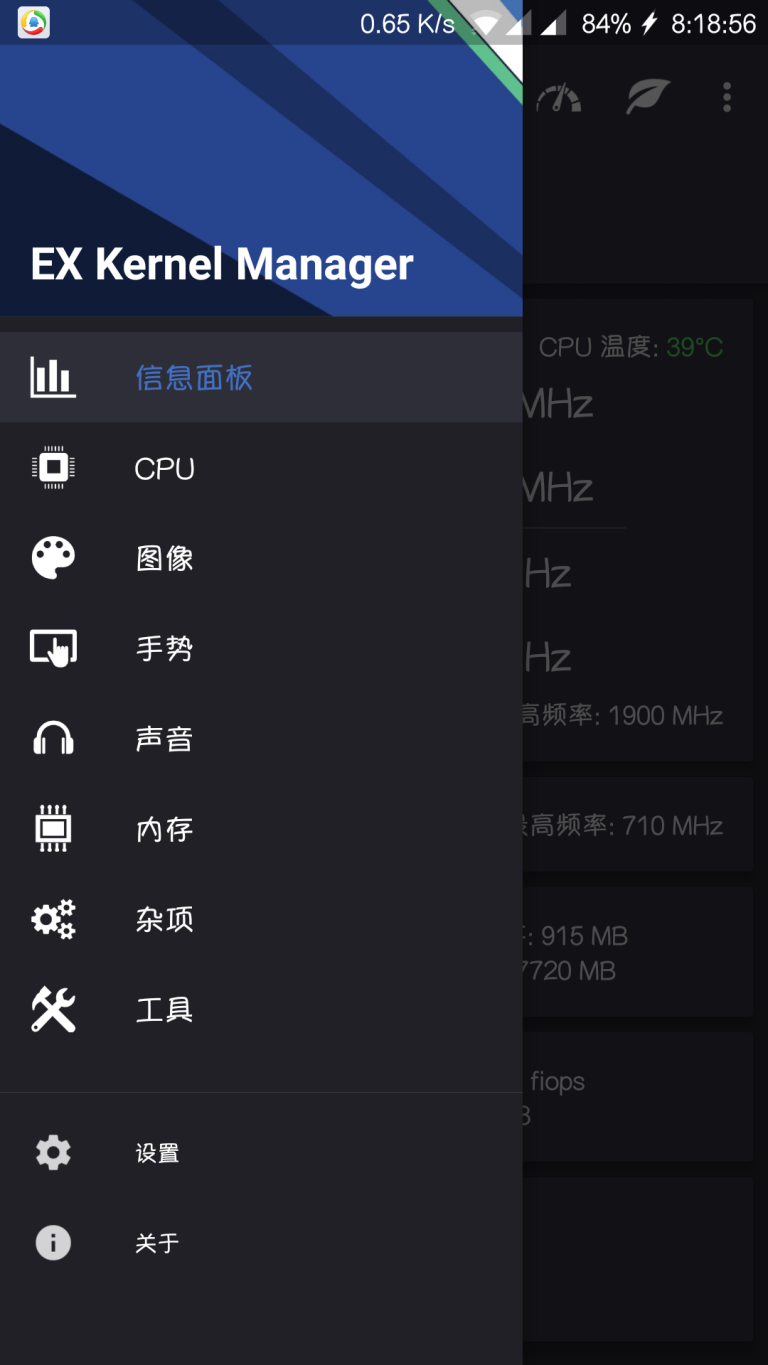 0.65 K/s 84% 8:18:56
EX Kernel Manager
信息面板
CPU
图像
手势
声音
内存
杂项
工具
设置
关于
CPU 温度: 39°C
MHz
MHz
Hz
Hz
高频率: 1900 MHz
最高频率: 710 MHz
: 915 MB
7720 MB
fiops
B